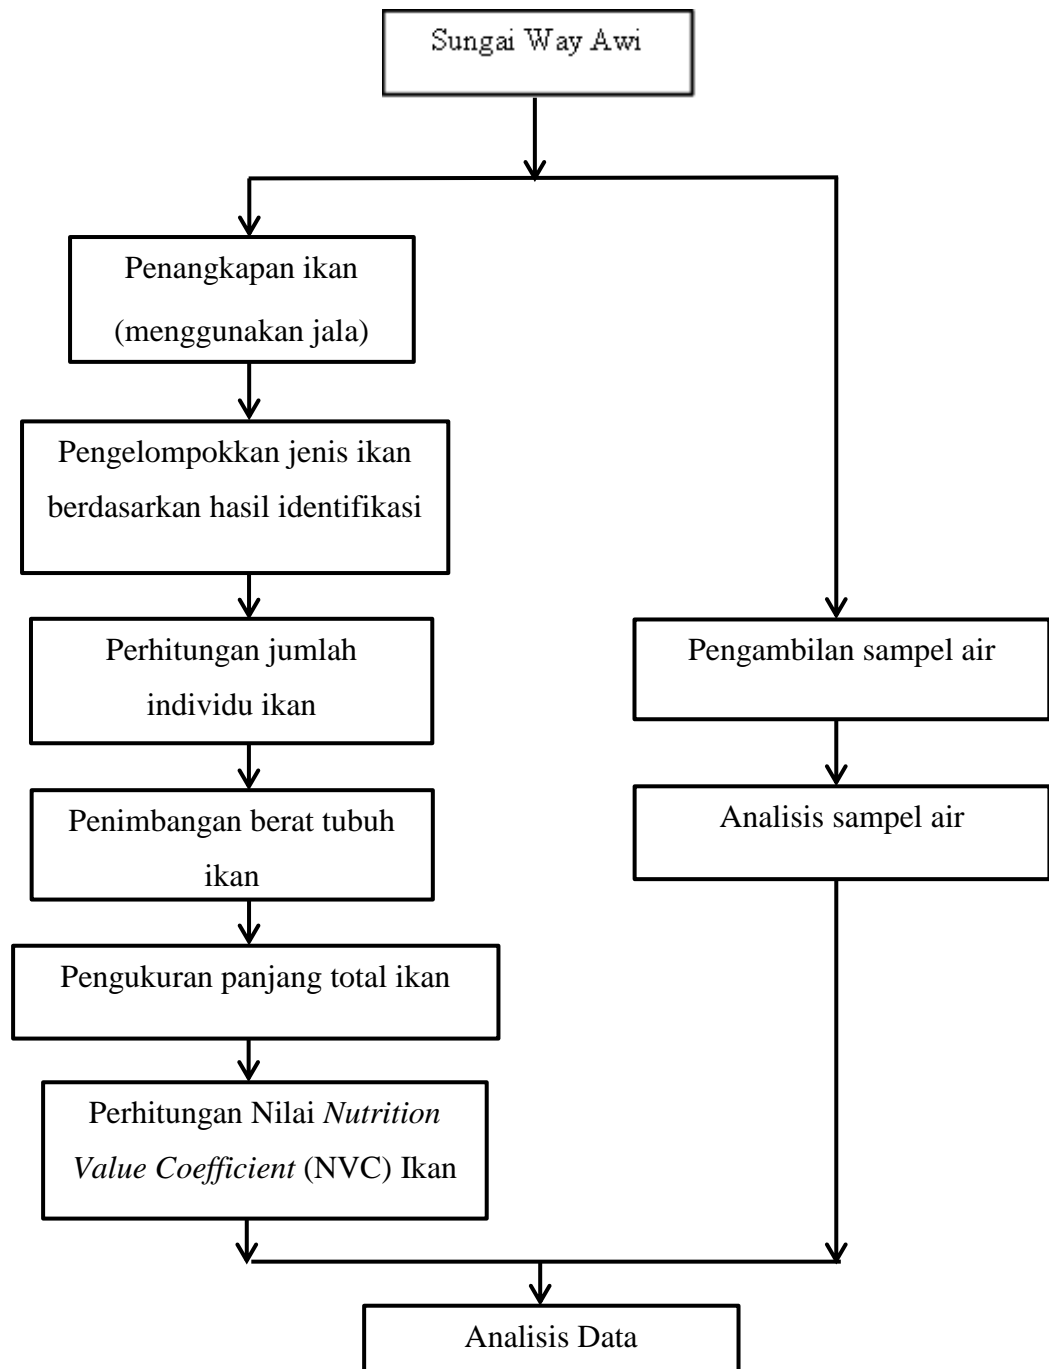 Sungai Way Awi
Penangkapan ikan
(menggunakan jala)
Pengelompokkan jenis ikan
berdasarkan hasil identifikasi
Perhitungan jumlah
individu ikan
Penimbangan berat tubuh
ikan
Pengukuran panjang total ikan
Perhitungan Nilai Nutrition
Value Coefficient (NVC) Ikan
Pengambilan sampel air
Analisis sampel air
Analisis Data